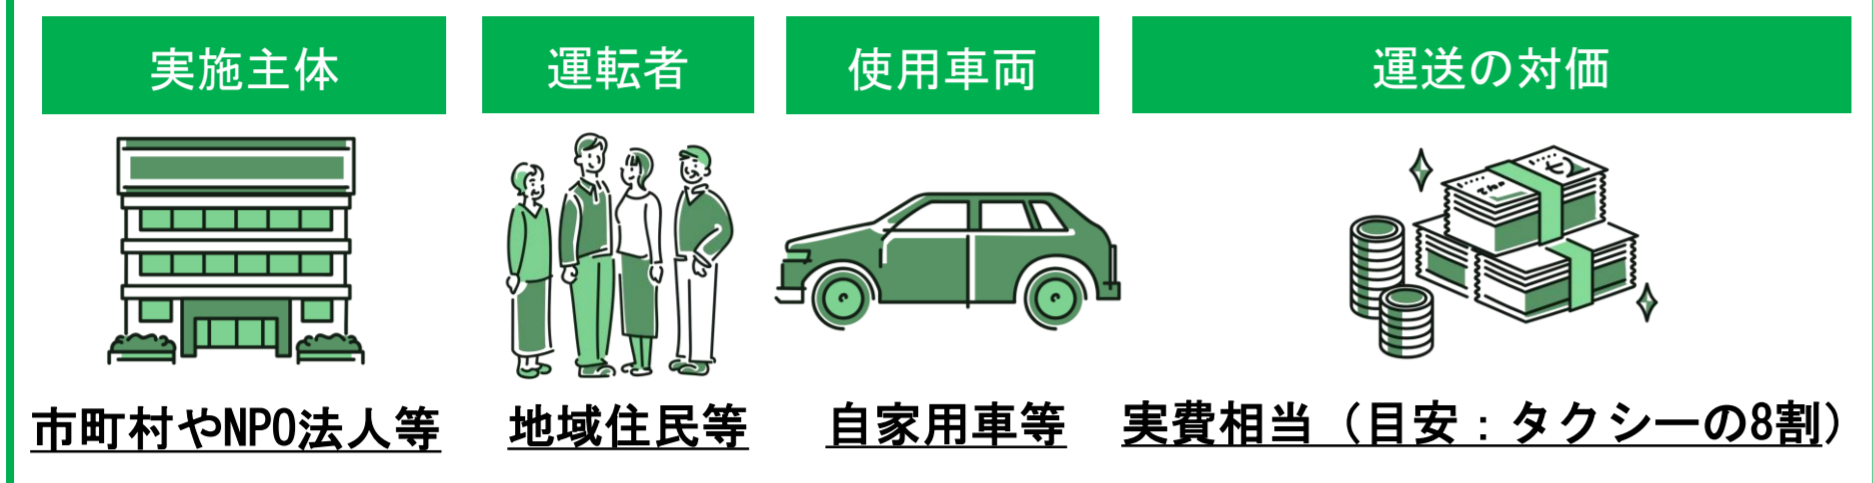 実施主体
運転者
使用車両
運送の対価
市町村やNPO法人等
地域住民等
自家用車等
実費相当（目安：タクシーの8割）